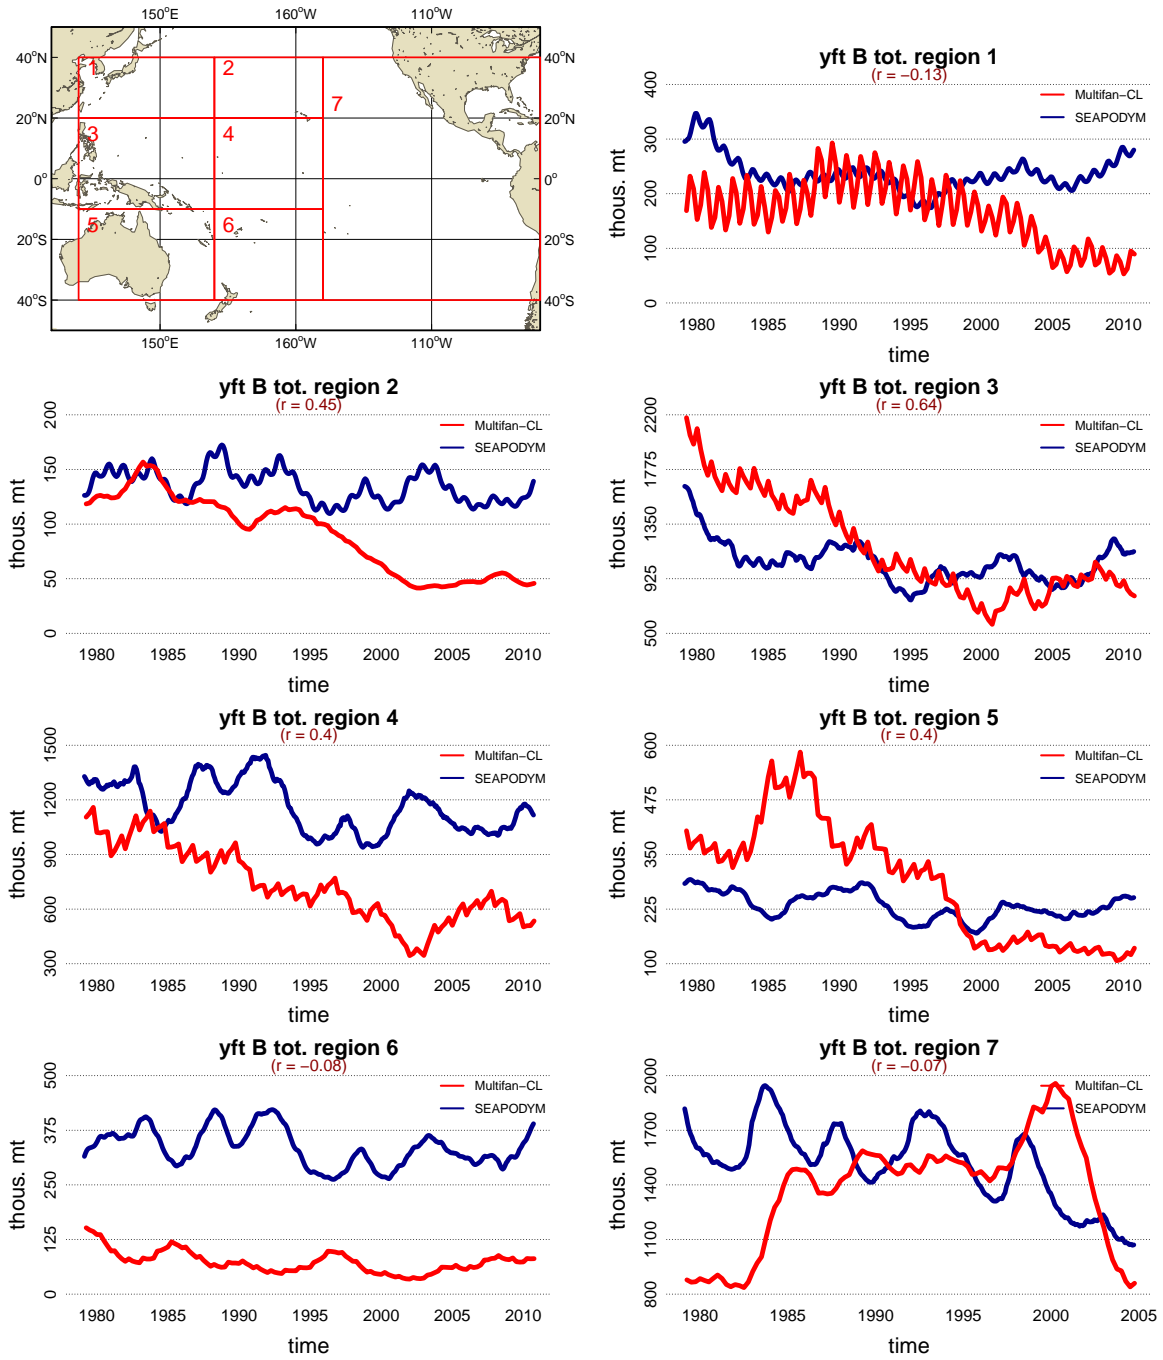 150°E 160°W 110°W
40°N 1 2 40°N
7
20°N 3 4 20°N
0° 0°
5 6
20°S 20°S
40°S 40°S
150°E 160°W 110°W
yft B tot. region 1
(r = −0.13)
Multifan−CL
SEAPODYM
thous. mt
0 100 200 300 400
1980 1985 1990 1995 2000 2005 2010
time
yft B tot. region 2
(r = 0.45)
Multifan−CL
SEAPODYM
thous. mt
0 50 100 150 200
1980 1985 1990 1995 2000 2005 2010
time
yft B tot. region 3
(r = 0.64)
Multifan−CL
SEAPODYM
thous. mt
500 925 1350 1775 2200
1980 1985 1990 1995 2000 2005 2010
time
yft B tot. region 4
(r = 0.4)
Multifan−CL
SEAPODYM
thous. mt
300 600 900 1200 1500
1980 1985 1990 1995 2000 2005 2010
time
yft B tot. region 5
(r = 0.4)
Multifan−CL
SEAPODYM
thous. mt
100 225 350 475 600
1980 1985 1990 1995 2000 2005 2010
time
yft B tot. region 6
(r = −0.08)
Multifan−CL
SEAPODYM
thous. mt
0 125 250 375 500
1980 1985 1990 1995 2000 2005 2010
time
yft B tot. region 7
(r = −0.07)
Multifan−CL
SEAPODYM
thous. mt
800 1100 1400 1700 2000
1980 1985 1990 1995 2000 2005
time